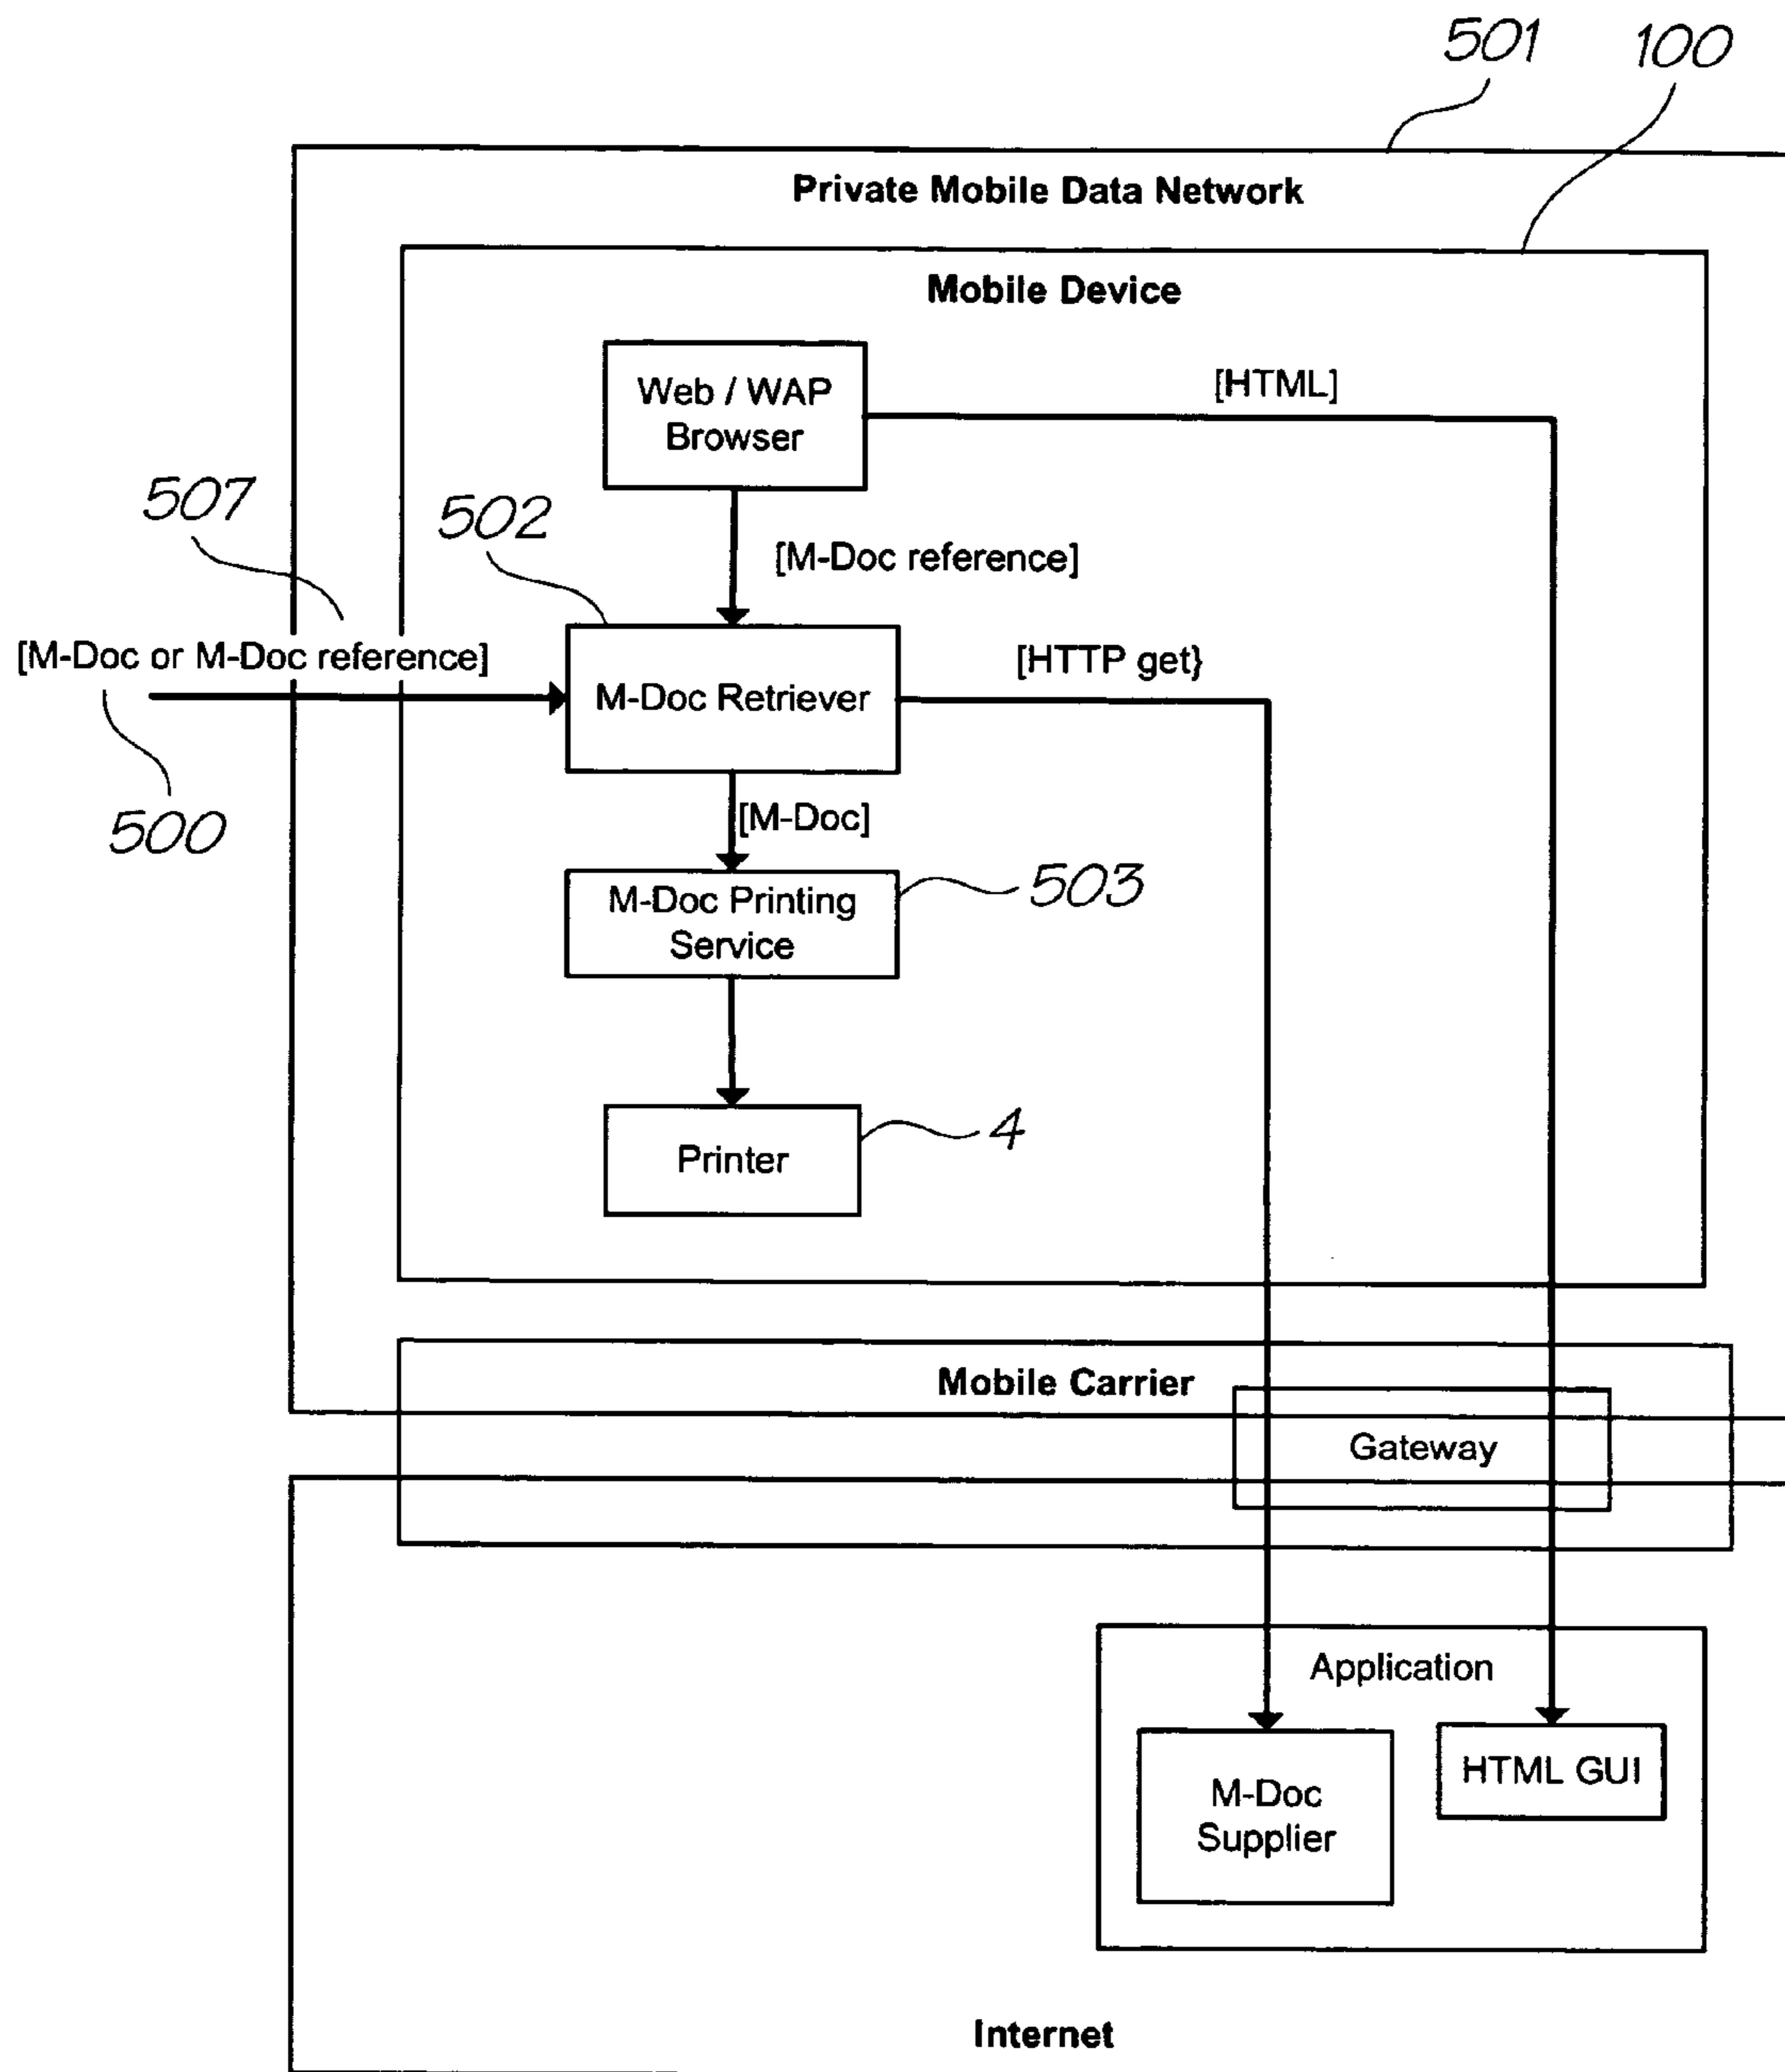 501
100
Private Mobile Data Network
Mobile Device
Web / WAP
Browser
[HTML]
507
502
[M-Doc reference]
[M-Doc or M-Doc reference]
M-Doc Retriever
[HTTP get}
500
[M-Doc]
M-Doc Printing
Service
503
Printer
4
Mobile Carrier
Gateway
Application
M-Doc
Supplier
HTML GUI
Internet